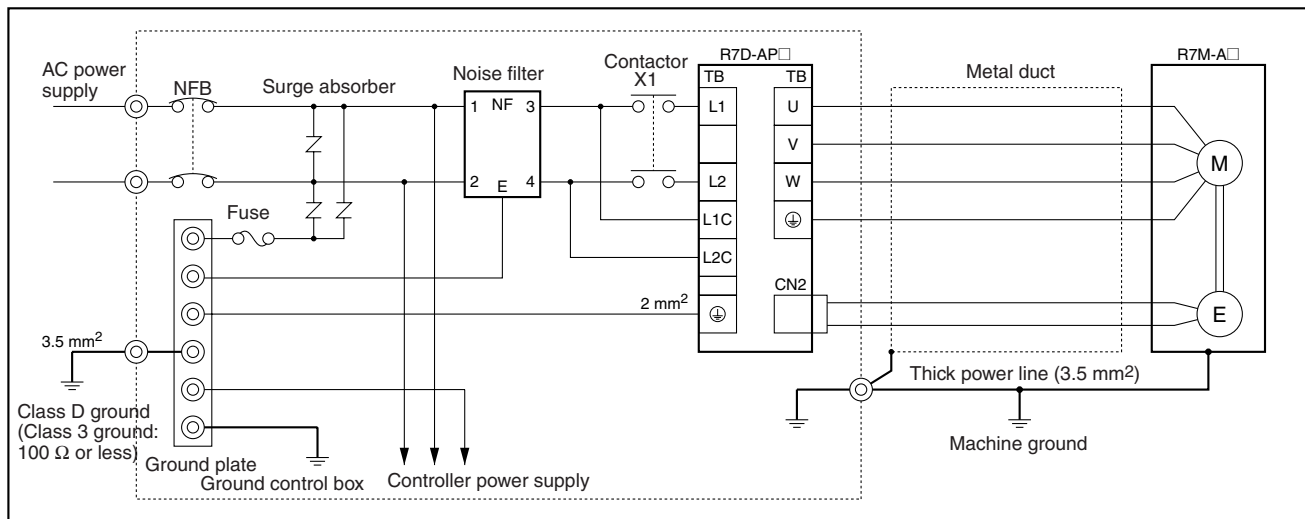 R7D-AP□
R7M-A□
AC power
supply
NFB
Surge absorber
Noise filter
Contactor
X1
TB
TB
Metal duct
1
NF
3
L1
U
V
M
2
E
4
L2
W
Fuse
L1C
L2C
CN2
2 mm²
E
3.5 mm²
Thick power line (3.5 mm²)
Class D ground
(Class 3 ground:
100 Ω or less)
Machine ground
Ground plate
Ground control box
Controller power supply